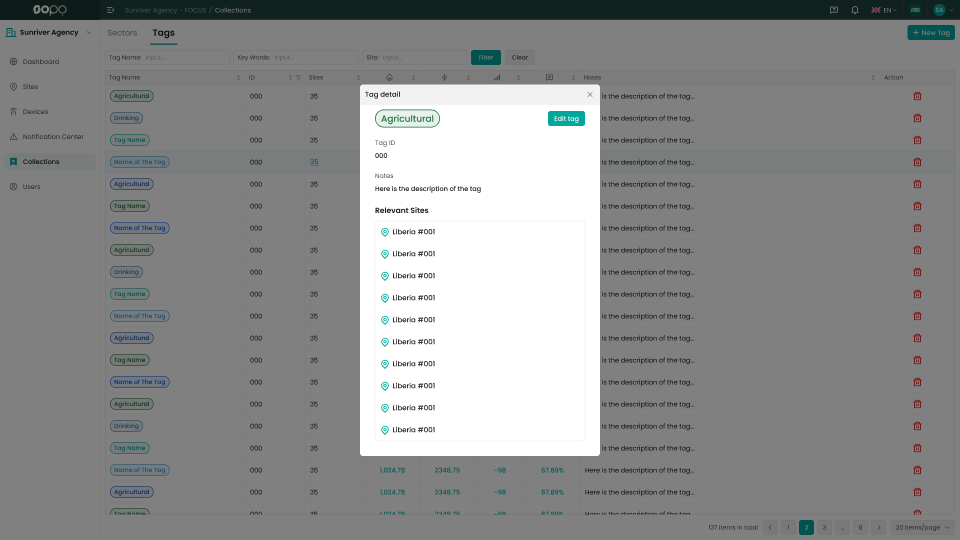 oopo
Sunriver Agency - FOCUS / Collections
EN
SA
Sunriver Agency
Dashboard
Sites
Devices
Notification Center
Collections
Users
Sectors
Tags
+ New Tag
Tag Name: Input...
Key Words: Input...
Site: Input...
Filter
Clear
Tag Name ID Sites Notes Action
Agricultural 000 35 is the description of the tag...
Drinking 000 35 is the description of the tag...
Tag Name 000 35 is the description of the tag...
Name of The Tag 000 35 is the description of the tag...
Agricultural 000 35 is the description of the tag...
Tag Name 000 35 is the description of the tag...
Name of The Tag 000 35 is the description of the tag...
Agricultural 000 35 is the description of the tag...
Drinking 000 35 is the description of the tag...
Tag Name 000 35 is the description of the tag...
Name of The Tag 000 35 is the description of the tag...
Agricultural 000 35 is the description of the tag...
Tag Name 000 35 is the description of the tag...
Name of The Tag 000 35 is the description of the tag...
Agricultural 000 35 is the description of the tag...
Drinking 000 35 is the description of the tag...
Tag Name 000 35 is the description of the tag...
Name of The Tag 000 35 1,024.78 2348.75 -98 67.89% Here is the description of the tag...
Agricultural 000 35 1,024.78 2348.75 -98 67.89% Here is the description of the tag...
Tag Name 000 35 1,024.78 2348.75 -98 67.89% Here is the description of the tag...
137 items in total
1 2 3 ... 8
20 items/page
Tag detail
Agricultural
Edit tag
Tag ID
000
Notes
Here is the description of the tag
Relevant Sites
Liberia #001
Liberia #001
Liberia #001
Liberia #001
Liberia #001
Liberia #001
Liberia #001
Liberia #001
Liberia #001
Liberia #001